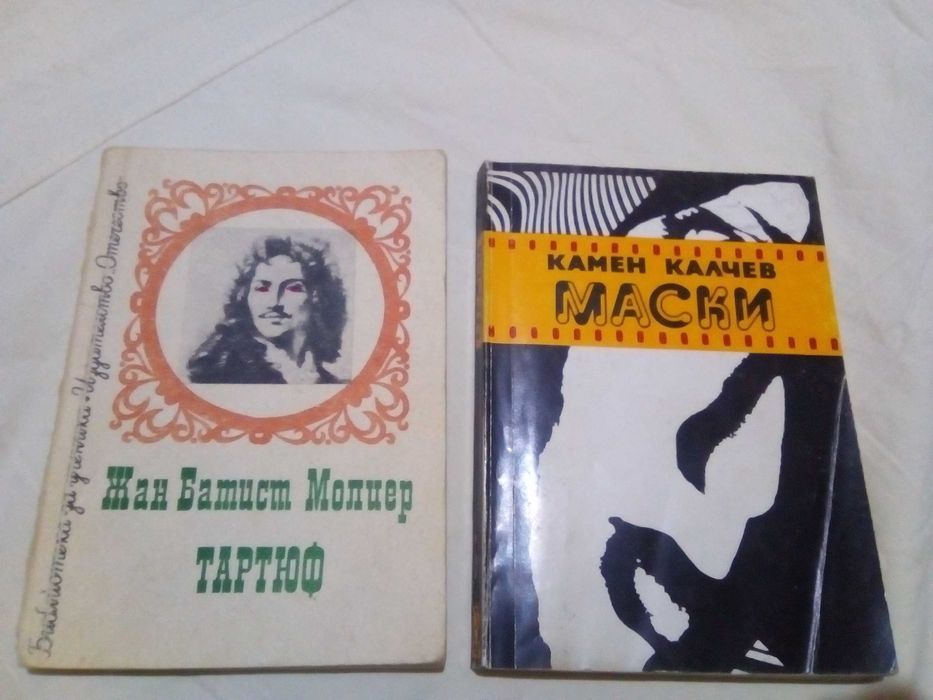 Библиотека за ученика • Издателство „Отечество“
Жан Батист Молиер
ТАРТЮФ
КАМЕН КАЛЧЕВ
МАСКИ